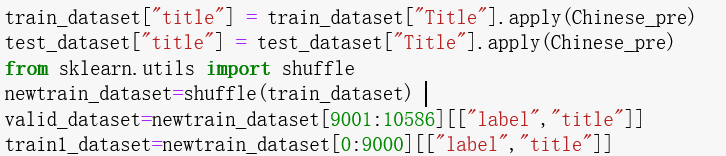 train_dataset["title"] = train_dataset["Title"].apply(Chinese_pre)
test_dataset["title"] = test_dataset["Title"].apply(Chinese_pre)
from sklearn.utils import shuffle
newtrain_dataset=shuffle(train_dataset)
valid_dataset=newtrain_dataset[9001:10586][["label","title"]]
train1_dataset=newtrain_dataset[0:9000][["label","title"]]